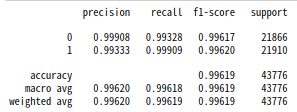 precision recall f1-score support
0 0.99908 0.99328 0.99617 21866
1 0.99333 0.99909 0.99620 21910
accuracy 0.99619 43776
macro avg 0.99620 0.99618 0.99619 43776
weighted avg 0.99620 0.99619 0.99619 43776